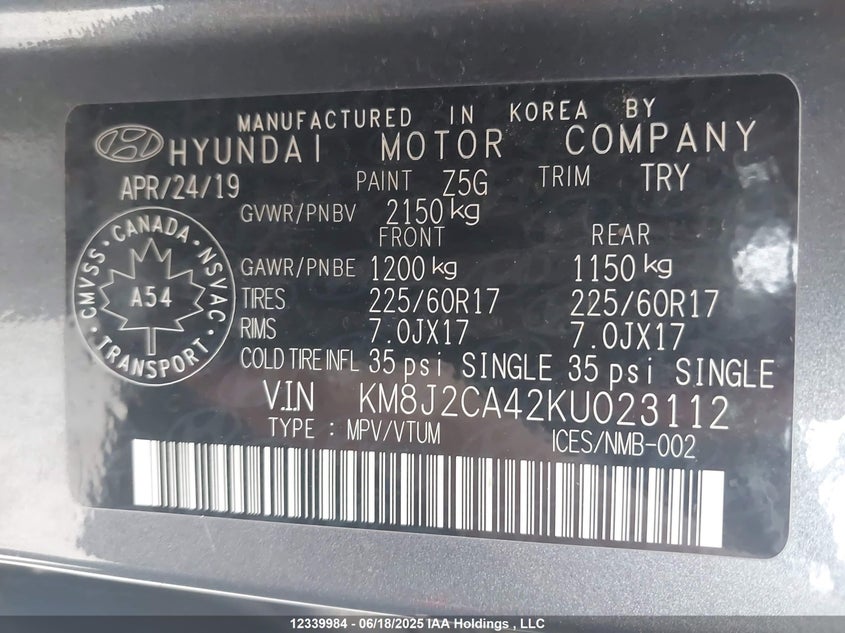 MANUFACTURED IN KOREA BY
HYUNDAI MOTOR COMPANY
APR/24/19 PAINT Z5G TRIM TRY
GVWR/PNBV 2150 kg
FRONT REAR
GAWR/PNBE 1200 kg 1150 kg
TIRES 225/60R17 225/60R17
RIMS 7.0JX17 7.0JX17
COLD TIRE INFL 35 psi SINGLE 35 psi SINGLE
V.I.N KM8J2CA42KU023112
TYPE : MPV/VTUM ICES/NMB-002
CANADA
CMVSS NSVAC
A54
TRANSPORT
12339984 - 06/18/2025 IAA Holdings , LLC